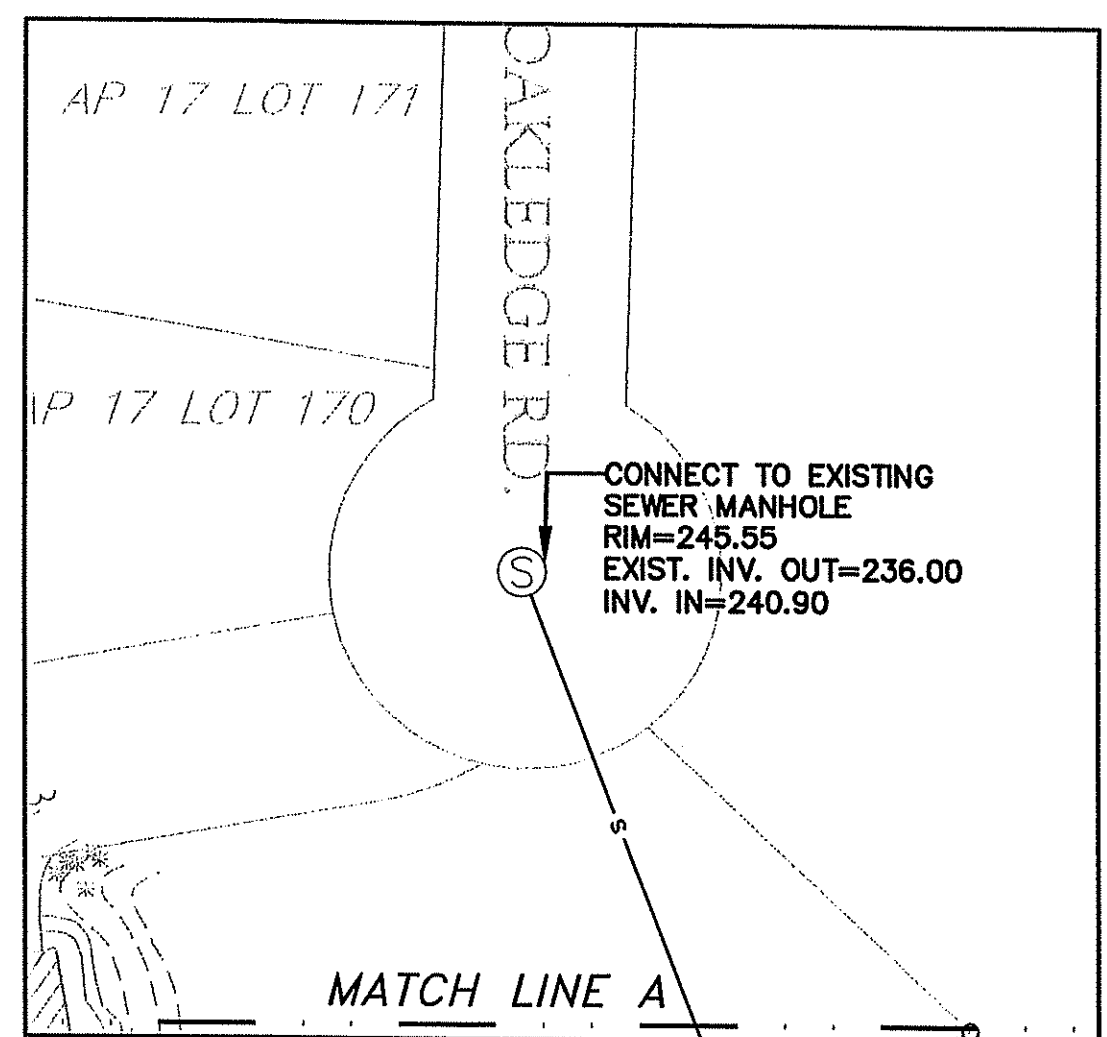 AP 17 LOT 171
OAKLEDGE RD.
AP 17 LOT 170
CONNECT TO EXISTING
SEWER MANHOLE
RIM=245.55
EXIST. INV. OUT=236.00
INV. IN=240.90
S
S
MATCH LINE A